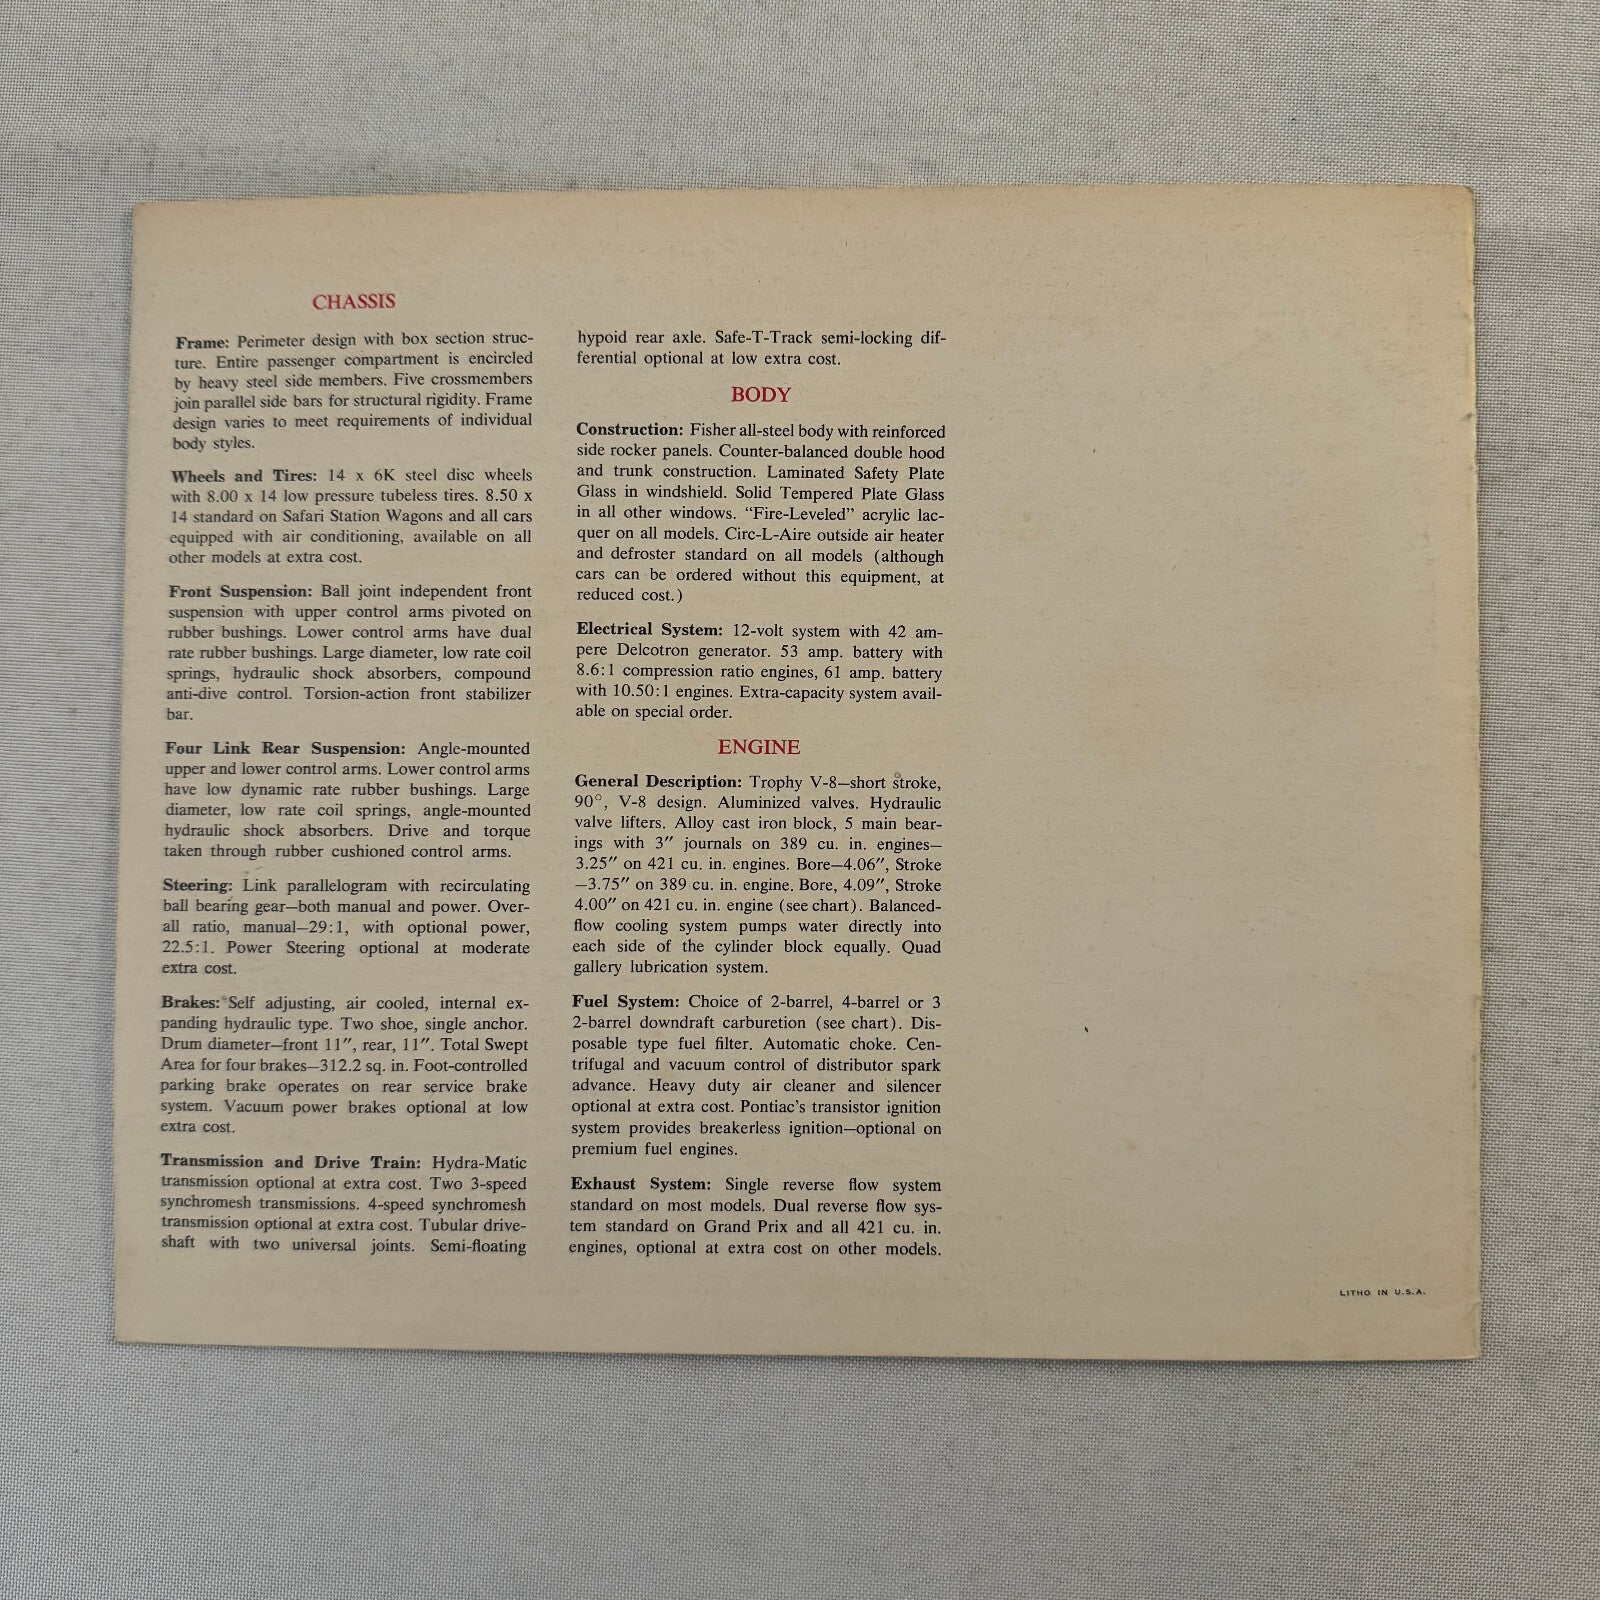 CHASSIS
Frame: Perimeter design with box section struc-
ture. Entire passenger compartment is encircled
by heavy steel side members. Five crossmembers
join parallel side bars for structural rigidity. Frame
design varies to meet requirements of individual
body styles.
Wheels and Tires: 14 x 6K steel disc wheels
with 8.00 x 14 low pressure tubeless tires. 8.50 x
14 standard on Safari Station Wagons and all cars
equipped with air conditioning, available on all
other models at extra cost.
Front Suspension: Ball joint independent front
suspension with upper control arms pivoted on
rubber bushings. Lower control arms have dual
rate rubber bushings. Large diameter, low rate coil
springs, hydraulic shock absorbers, compound
anti-dive control. Torsion-action front stabilizer
bar.
Four Link Rear Suspension: Angle-mounted
upper and lower control arms. Lower control arms
have low dynamic rate rubber bushings. Large
diameter, low rate coil springs, angle-mounted
hydraulic shock absorbers. Drive and torque
taken through rubber cushioned control arms.
Steering: Link parallelogram with recirculating
ball bearing gear—both manual and power. Over-
all ratio, manual—29:1, with optional power,
22.5:1. Power Steering optional at moderate
extra cost.
Brakes: Self adjusting, air cooled, internal ex-
panding hydraulic type. Two shoe, single anchor.
Drum diameter—front 11″, rear, 11″. Total Swept
Area for four brakes—312.2 sq. in. Foot-controlled
parking brake operates on rear service brake
system. Vacuum power brakes optional at low
extra cost.
Transmission and Drive Train: Hydra-Matic
transmission optional at extra cost. Two 3-speed
synchromesh transmissions. 4-speed synchromesh
transmission optional at extra cost. Tubular drive-
shaft with two universal joints. Semi-floating
hypoid rear axle. Safe-T-Track semi-locking dif-
ferential optional at low extra cost.
BODY
Construction: Fisher all-steel body with reinforced
side rocker panels. Counter-balanced double hood
and trunk construction. Laminated Safety Plate
Glass in windshield. Solid Tempered Plate Glass
in all other windows. “Fire-Leveled” acrylic lac-
quer on all models. Circ-L-Aire outside air heater
and defroster standard on all models (although
cars can be ordered without this equipment, at
reduced cost.)
Electrical System: 12-volt system with 42 am-
pere Delcotron generator. 53 amp. battery with
8.6:1 compression ratio engines, 61 amp. battery
with 10.50:1 engines. Extra-capacity system avail-
able on special order.
ENGINE
General Description: Trophy V-8—short stroke,
90°, V-8 design. Aluminized valves. Hydraulic
valve lifters. Alloy cast iron block, 5 main bear-
ings with 3″ journals on 389 cu. in. engines—
3.25″ on 421 cu. in. engines. Bore—4.06″, Stroke
—3.75″ on 389 cu. in. engine. Bore, 4.09″, Stroke
4.00″ on 421 cu. in. engine (see chart). Balanced-
flow cooling system pumps water directly into
each side of the cylinder block equally. Quad
gallery lubrication system.
Fuel System: Choice of 2-barrel, 4-barrel or 3
2-barrel downdraft carburetion (see chart). Dis-
posable type fuel filter. Automatic choke. Cen-
trifugal and vacuum control of distributor spark
advance. Heavy duty air cleaner and silencer
optional at extra cost. Pontiac’s transistor ignition
system provides breakerless ignition—optional on
premium fuel engines.
Exhaust System: Single reverse flow system
standard on most models. Dual reverse flow sys-
tem standard on Grand Prix and all 421 cu. in.
engines, optional at extra cost on other models.
LITHO IN U.S.A.